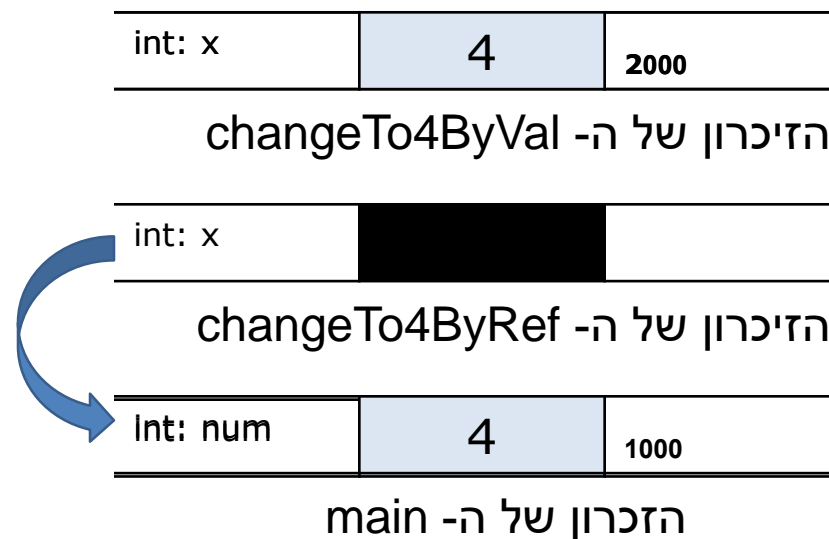 int: x 4 2000
הזיכרון של ה- changeTo4ByVal
int: x
הזיכרון של ה- changeTo4ByRef
int: num 4 1000
הזכרון של ה- main